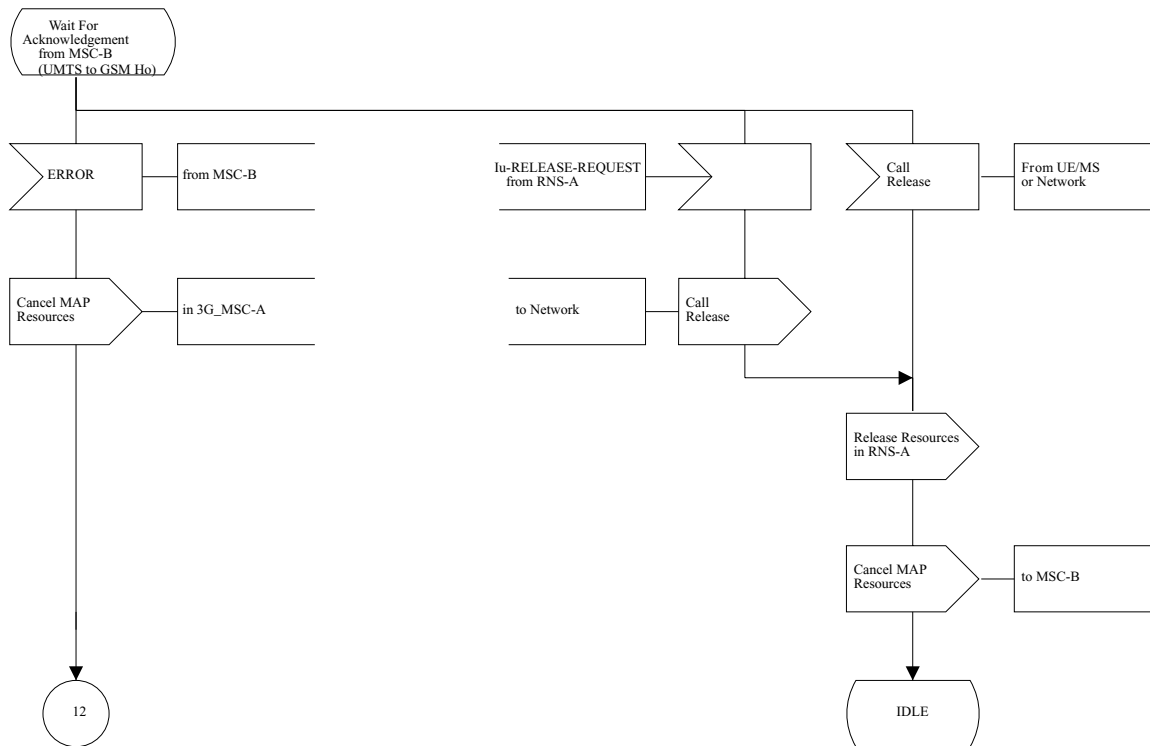 Wait For
Acknowledgement
from MSC-B
(UMTS to GSM Ho)
ERROR
from MSC-B
Iu-RELEASE-REQUEST
from RNS-A
Call
Release
From UE/MS
or Network
Cancel MAP
Resources
in 3G_MSC-A
to Network
Call
Release
Release Resources
in RNS-A
Cancel MAP
Resources
to MSC-B
12
IDLE